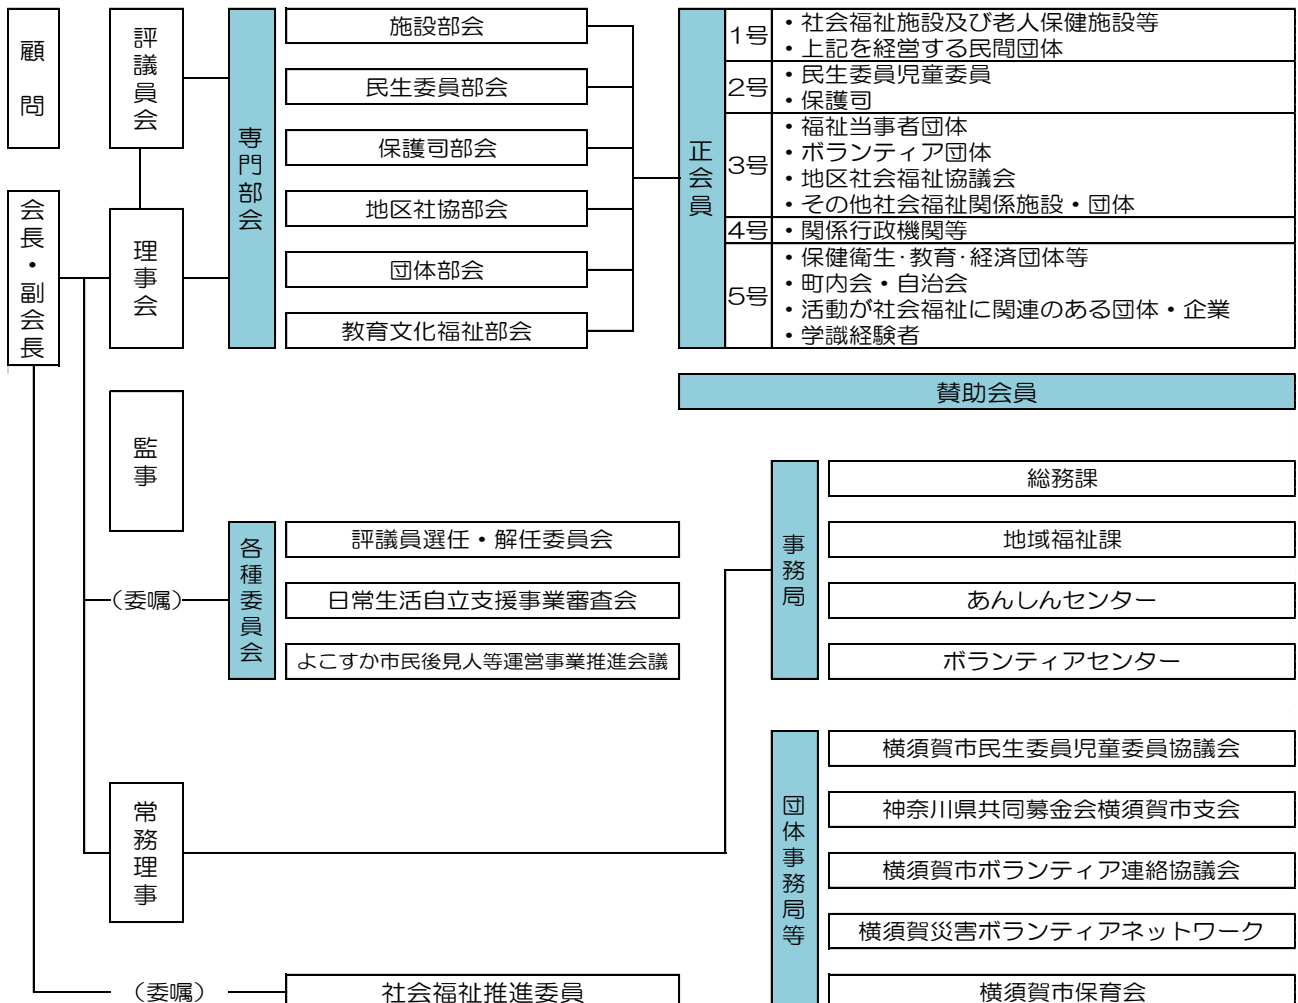 顧問
評議員会
会長・副会長
理事会
監事
常務理事
専門部会
施設部会
民生委員部会
保護司部会
地区社協部会
団体部会
教育文化福祉部会
正会員
1号
・社会福祉施設及び老人保健施設等
・上記を経営する民間団体
2号
・民生委員児童委員
・保護司
3号
・福祉当事者団体
・ボランティア団体
・地区社会福祉協議会
・その他社会福祉関係施設・団体
4号
・関係行政機関等
5号
・保健衛生・教育・経済団体等
・町内会・自治会
・活動が社会福祉に関連のある団体・企業
・学識経験者
賛助会員
(委嘱)
各種委員会
評議員選任・解任委員会
日常生活自立支援事業審査会
よこすか市民後見人等運営事業推進会議
事務局
総務課
地域福祉課
あんしんセンター
ボランティアセンター
団体事務局等
横須賀市民生委員児童委員協議会
神奈川県共同募金会横須賀市支会
横須賀市ボランティア連絡協議会
横須賀災害ボランティアネットワーク
横須賀市保育会
(委嘱)
社会福祉推進委員